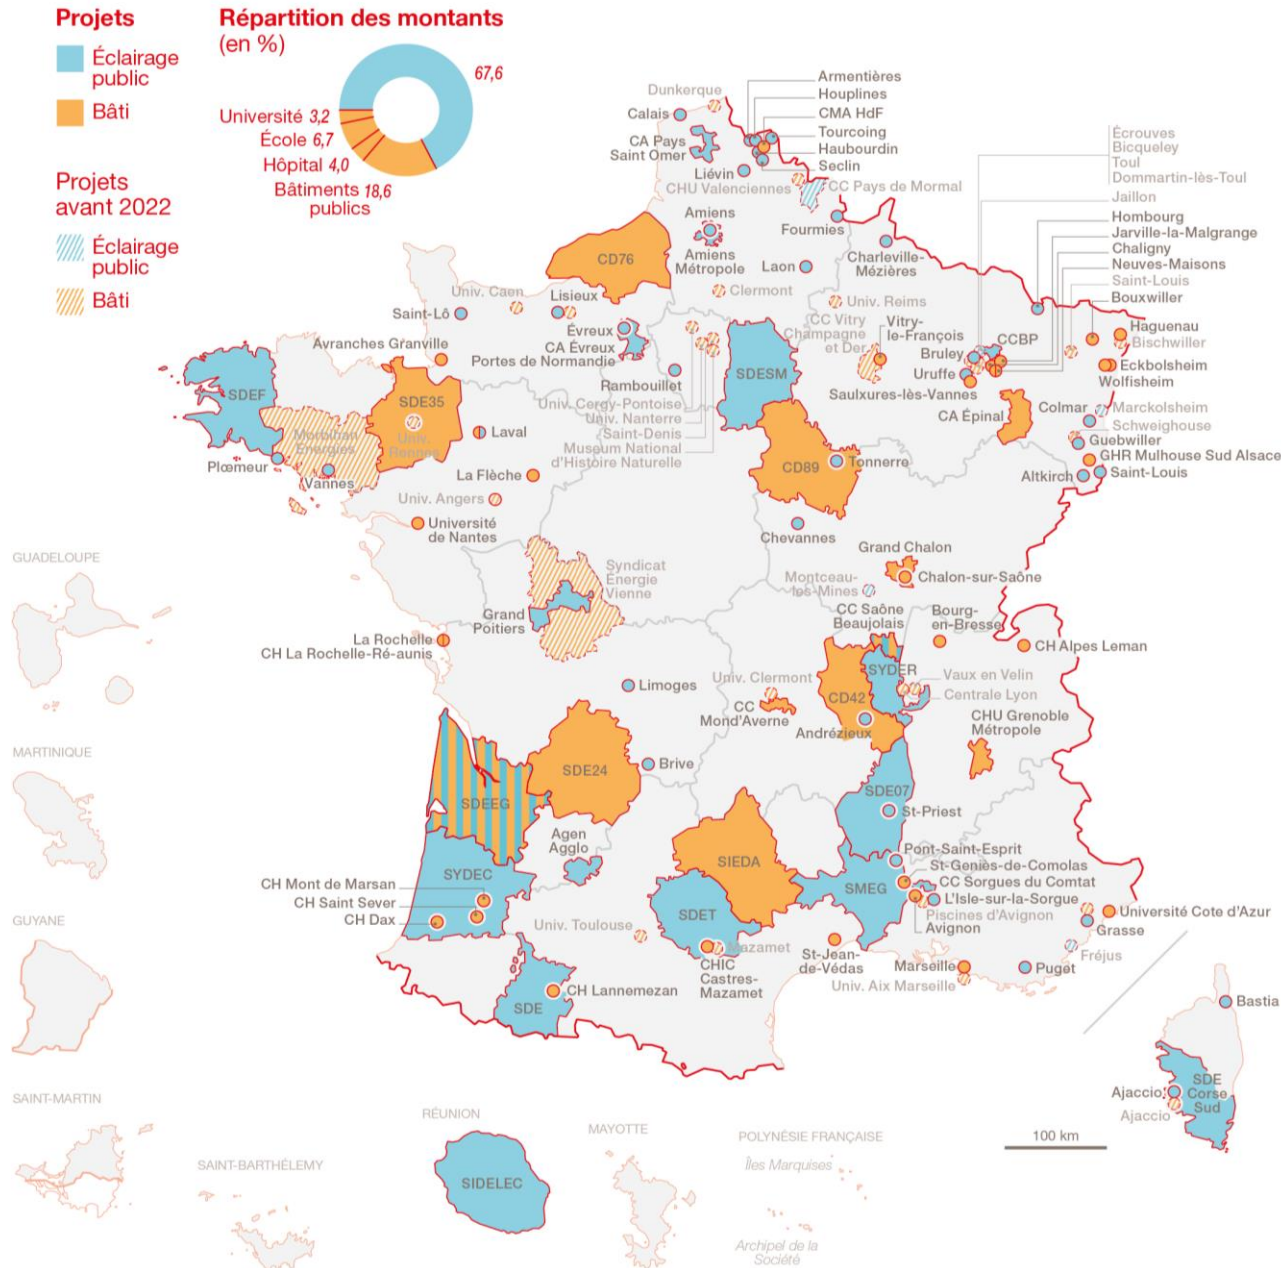 Projets
Éclairage
public
Bâti
Projets
avant 2022
Éclairage
public
Bâti
Répartition des montants
(en %)
67,6
Université 3,2
École 6,7
Hôpital 4,0
Bâtiments 18,6
publics
Dunkerque
Calais
CA Pays
Saint Omer
Liévin
CHU Valenciennes
Armentières
Houplines
CMA HdF
Tourcoing
Haubourdin
Seclin
CC Pays de Mormal
Fourmies
Amiens
Amiens
Métropole
Laon
Charleville-
Mézières
Écrouves
Bicqueley
Toul
Dommartin-lès-Toul
Jaillon
Hombourg
Jarville-la-Malgrange
Chaligny
Neuves-Maisons
Saint-Louis
Bouxwiller
Haguenau
Bischwiller
Eckbolsheim
Wolfisheim
CD76
Clermont
Univ. Reims
Univ. Caen
Lisieux
Saint-Lô
Évreux
CA Évreux
Portes de Normandie
CC Vitry
Champagne
et Der
Vitry-
le-François
Bruley
CCBP
Uruffe
Saulxures-lès-Vannes
CA Épinal
Colmar
Marckolsheim
Schweighouse
Guebwiller
GHR Mulhouse Sud Alsace
Altkirch
Saint-Louis
Avranches Granville
SDESM
Rambouillet
Univ. Cergy-Pontoise
Univ. Nanterre
Saint-Denis
Museum National
d'Histoire Naturelle
SDEF
SDE35
Univ.
Rennes
Morbihan
Énergies
Laval
Plœmeur
Vannes
La Flèche
Univ. Angers
Université
de Nantes
CD89
Tonnerre
Chevannes
Grand Chalon
Chalon-sur-Saône
Montceau-
les-Mines
CC Saône
Beaujolais
Bourg-
en-Bresse
CH Alpes Leman
Syndicat
Énergie
Vienne
Grand
Poitiers
La Rochelle
CH La Rochelle-Ré-aunis
Limoges
Univ. Clermont
CC
Mond'Averne
SYDER
CD42
Andrézieux
Vaux en Velin
Centrale Lyon
CHU Grenoble
Métropole
SDEEG
SDE24
Brive
SDE07
St-Priest
Agen
Agglo
SIEDA
SYDEC
CH Mont de Marsan
CH Saint Sever
CH Dax
Pont-Saint-Esprit
St-Geniès-de-Comolas
CC Sorgues du Comtat
L'Isle-sur-la-Sorgue
Piscines d'Avignon
Avignon
SMEG
SDET
Univ. Toulouse
Mazamet
CHIC
Castres-
Mazamet
St-Jean-
de-Védas
Marseille
Univ. Aix Marseille
Puget
Université Cote d'Azur
Grasse
Fréjus
SDE
CH Lannemezan
Bastia
SDE
Corse
Sud
Ajaccio
Ajaccio
100 km
GUADELOUPE
MARTINIQUE
GUYANE
SAINT-MARTIN
SAINT-BARTHÉLEMY
RÉUNION
SIDELEC
MAYOTTE
POLYNÉSIE FRANÇAISE
Îles Marquises
Archipel de la
Société